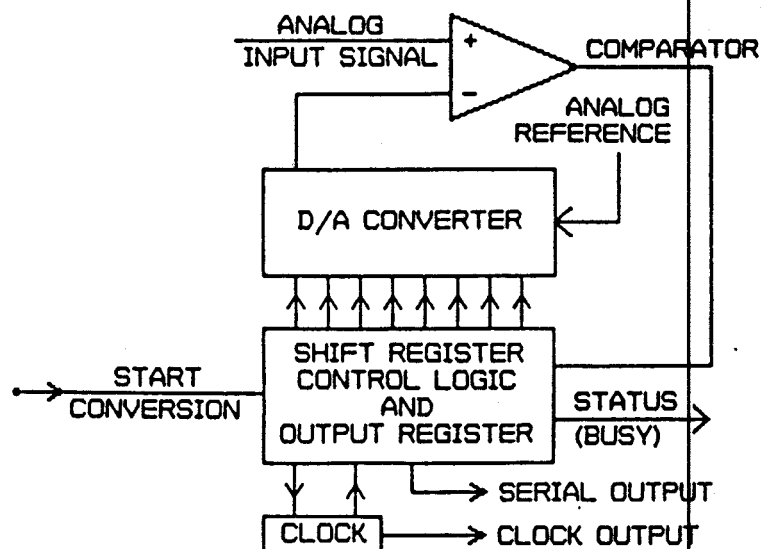 ANALOG
INPUT SIGNAL
+
−
COMPARATOR
ANALOG
REFERENCE
D/A CONVERTER
SHIFT REGISTER
CONTROL LOGIC
AND
OUTPUT REGISTER
START
CONVERSION
STATUS
(BUSY)
SERIAL OUTPUT
CLOCK
CLOCK OUTPUT